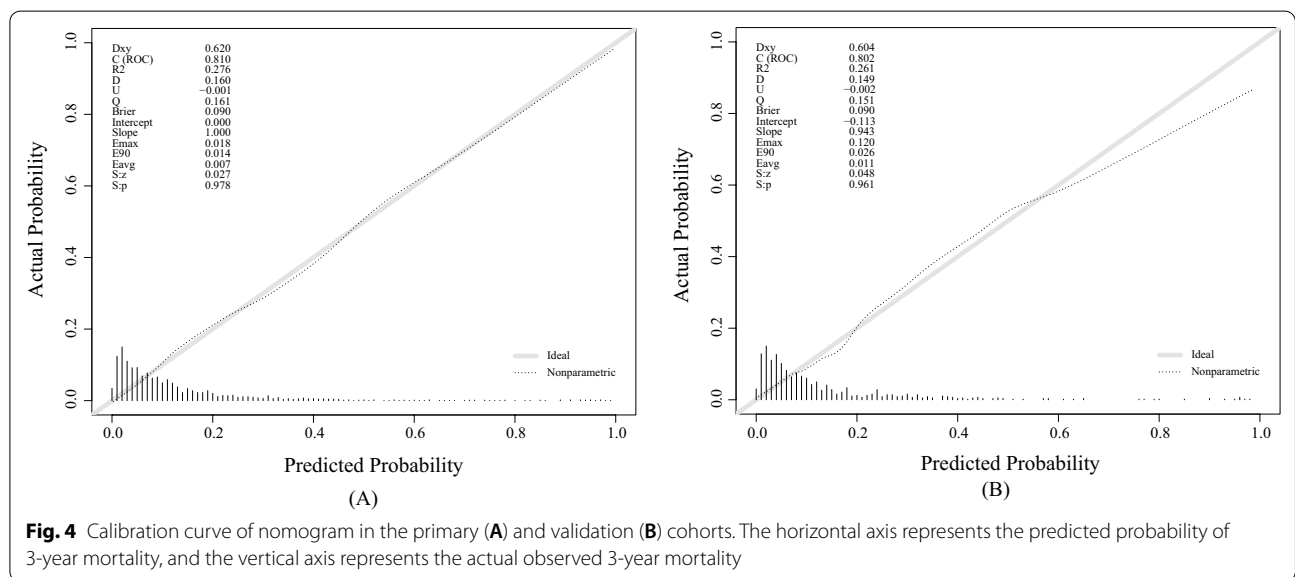 Dxy 0.620
C (ROC) 0.810
R2 0.276
D 0.160
U −0.001
Q 0.161
Brier 0.090
Intercept 0.000
Slope 1.000
Emax 0.018
E90 0.014
Eavg 0.007
S:z 0.027
S:p 0.978
Actual Probability
1.0
0.8
0.6
0.4
0.2
0.0
Ideal
Nonparametric
0.0 0.2 0.4 0.6 0.8 1.0
Predicted Probability
(A)
Dxy 0.604
C (ROC) 0.802
R2 0.261
D 0.149
U −0.002
Q 0.151
Brier 0.090
Intercept −0.113
Slope 0.943
Emax 0.120
E90 0.026
Eavg 0.011
S:z 0.048
S:p 0.961
Actual Probability
1.0
0.8
0.6
0.4
0.2
0.0
Ideal
Nonparametric
0.0 0.2 0.4 0.6 0.8 1.0
Predicted Probability
(B)
Fig. 4 Calibration curve of nomogram in the primary (A) and validation (B) cohorts. The horizontal axis represents the predicted probability of
3-year mortality, and the vertical axis represents the actual observed 3-year mortality